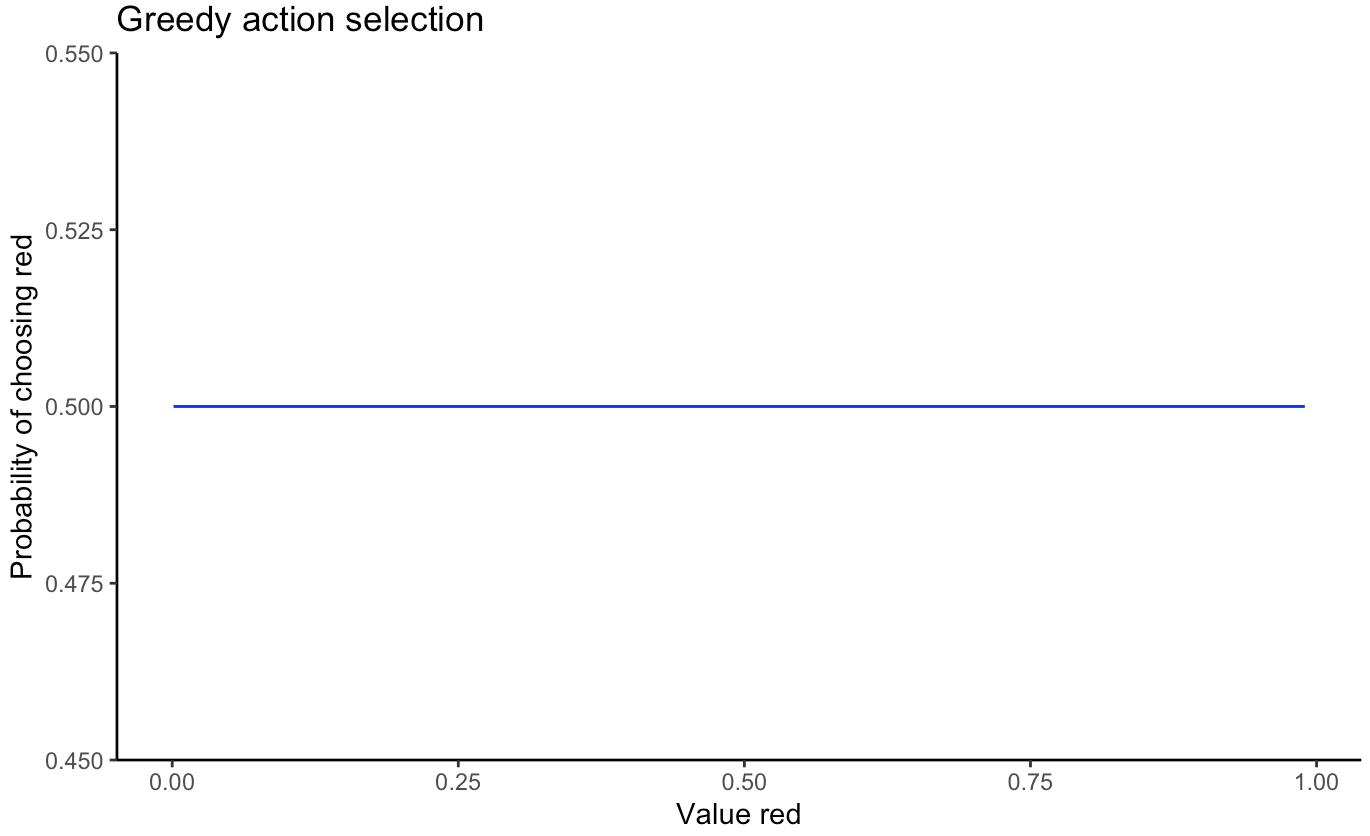 Greedy action selection
Probability of choosing red
0.550
0.525
0.500
0.475
0.450
0.00 0.25 0.50 0.75 1.00
Value red